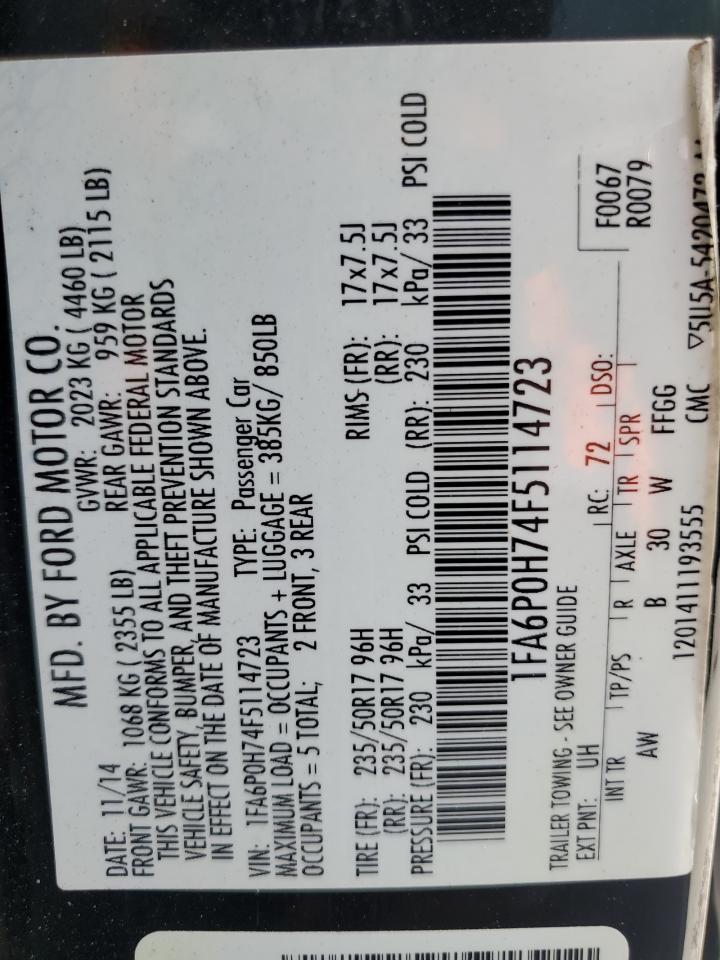 MFD. BY FORD MOTOR CO.
DATE: 11/14 GVWR: 2023 KG ( 4460 LB)
FRONT GAWR: 1068 KG ( 2355 LB) REAR GAWR: 959 KG ( 2115 LB)
THIS VEHICLE CONFORMS TO ALL APPLICABLE FEDERAL MOTOR
VEHICLE SAFETY, BUMPER, AND THEFT PREVENTION STANDARDS
IN EFFECT ON THE DATE OF MANUFACTURE SHOWN ABOVE.
VIN: 1FA6P0H74F5114723 TYPE: Passenger Car
MAXIMUM LOAD = OCCUPANTS + LUGGAGE = 385KG/ 850LB
OCCUPANTS = 5 TOTAL; 2 FRONT, 3 REAR
TIRE (FR): 235/50R17 96H RIMS (FR): 17x7.5J
(RR): 235/50R17 96H (RR): 17x7.5J
PRESSURE (FR): 230 kPa/ 33 PSI COLD (RR): 230 kPa/ 33 PSI COLD
1FA6P0H74F5114723
TRAILER TOWING - SEE OWNER GUIDE
EXT PNT: UH RC: 72 DSO: F0067
R0079
INT TR TP/PS R AXLE TR SPR
AW B 30 W FFGG
1201411193555 CMC ▽5U5A-5420472-